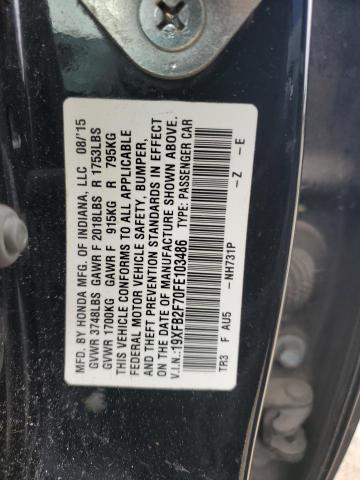 MFD. BY HONDA MFG. OF INDIANA, LLC 08/'15
GVWR 3748LBS GAWR F 2018LBS R 1753LBS
GVWR 1700KG GAWR F 915KG R 795KG
THIS VEHICLE CONFORMS TO ALL APPLICABLE
FEDERAL MOTOR VEHICLE SAFETY, BUMPER,
AND THEFT PREVENTION STANDARDS IN EFFECT
ON THE DATE OF MANUFACTURE SHOWN ABOVE.
V.I.N.: 19XFB2F70FE103486 TYPE: PASSENGER CAR
-NH731P -Z -E
TR3 F AU5